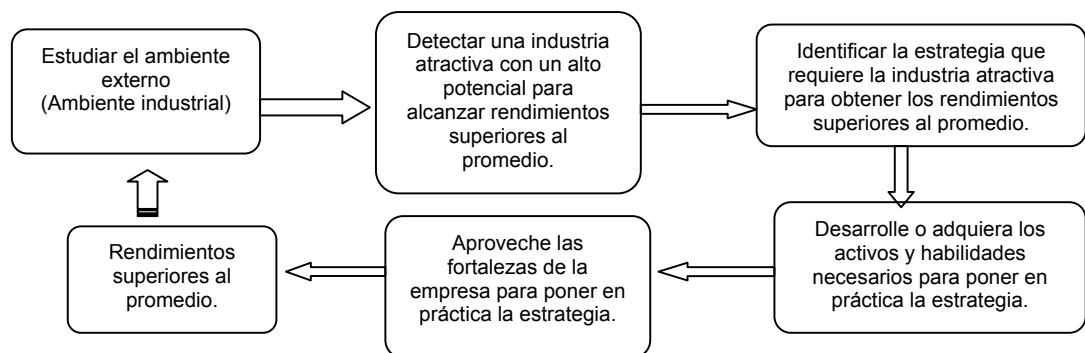 Estudiar el ambiente
externo
(Ambiente industrial)
Detectar una industria
atractiva con un alto
potencial para
alcanzar rendimientos
superiores al
promedio.
Identificar la estrategia que
requiere la industria atractiva
para obtener los rendimientos
superiores al promedio.
Desarrolle o adquiera los
activos y habilidades
necesarios para poner en
práctica la estrategia.
Aproveche las
fortalezas de la
empresa para poner en
práctica la estrategia.
Rendimientos
superiores al
promedio.